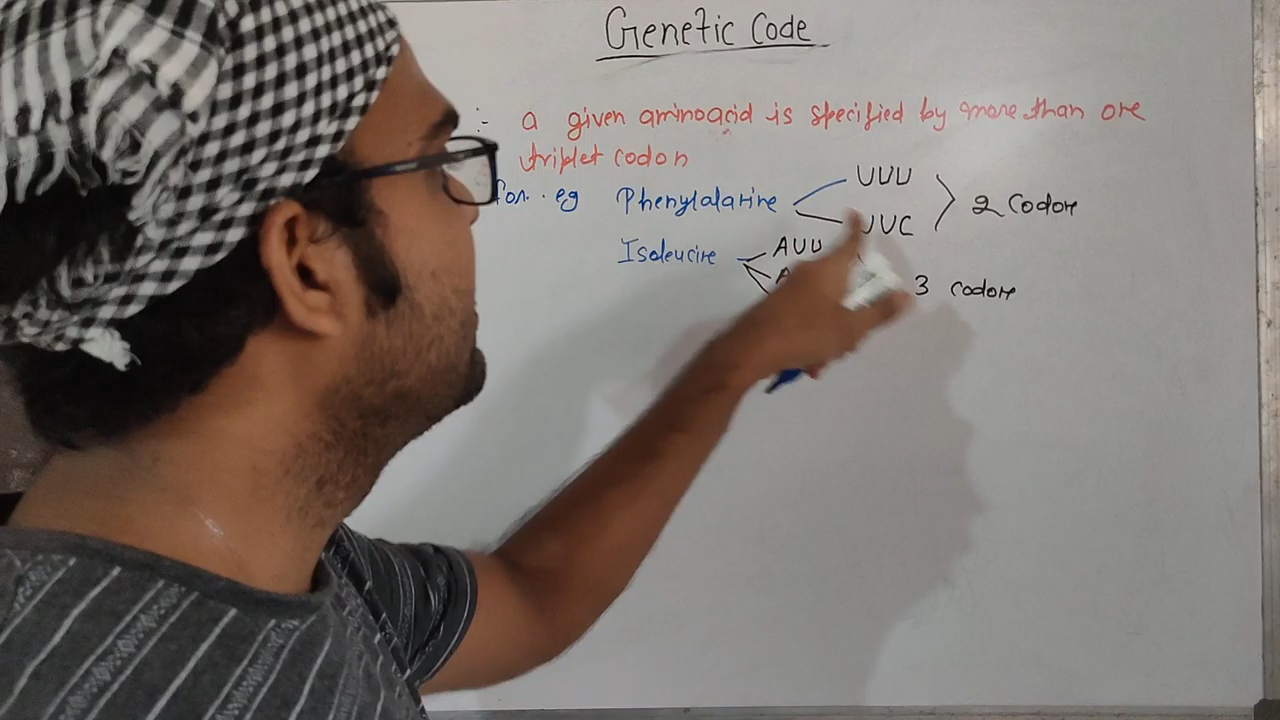 Genetic Code
:- a given aminoacid is specified by more than one
triplet codon
for. eg Phenylalanine UUU
UUC 2 Codon
Isoleucine AUU
3 codon